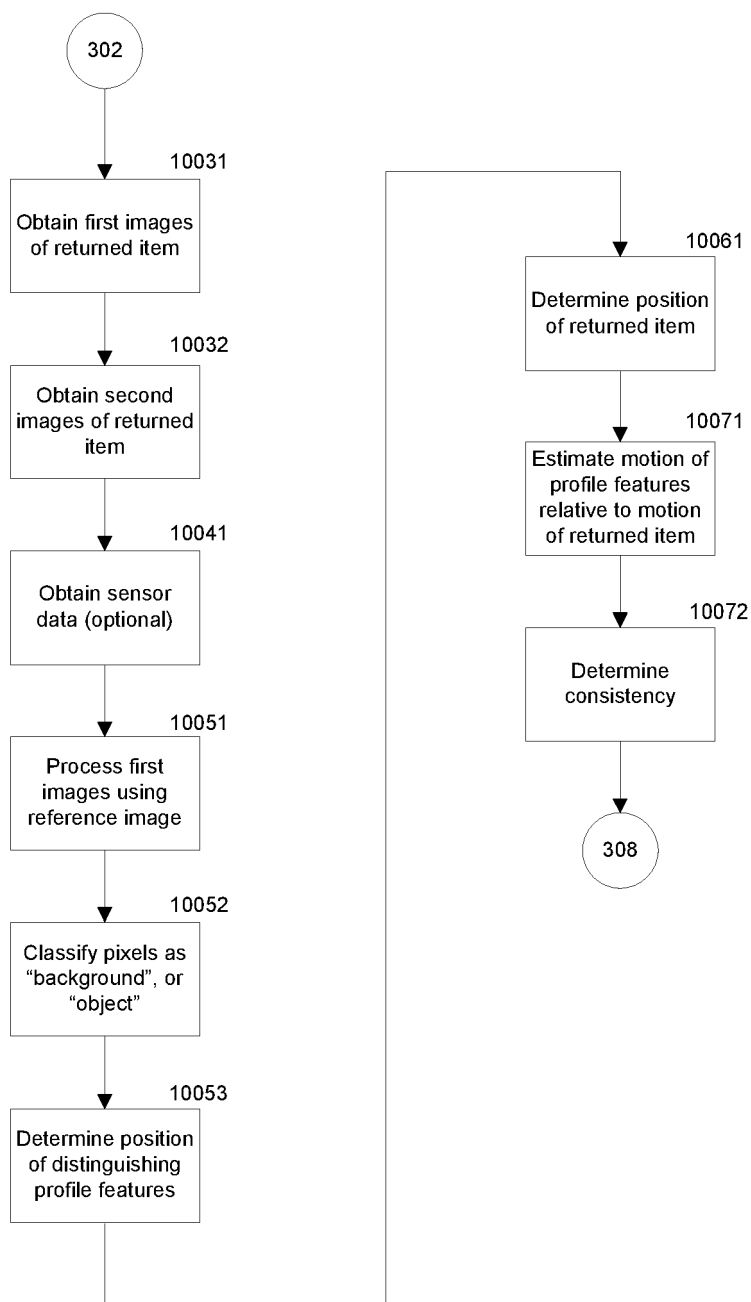 302
10031
Obtain first images
of returned item
10032
Obtain second
images of returned
item
10041
Obtain sensor
data (optional)
10051
Process first
images using
reference image
10052
Classify pixels as
“background”, or
“object”
10053
Determine position
of distinguishing
profile features
10061
Determine position
of returned item
10071
Estimate motion of
profile features
relative to motion
of returned item
10072
Determine
consistency
308